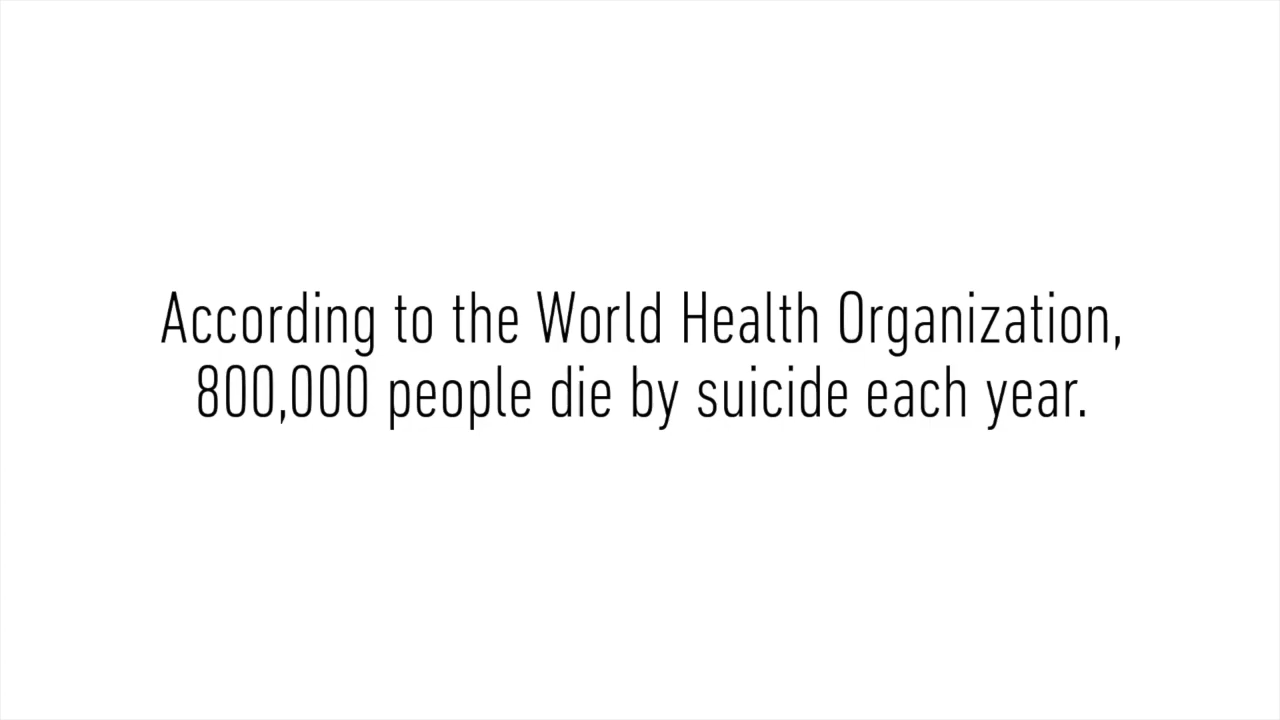 According to the World Health Organization,
800,000 people die by suicide each year.